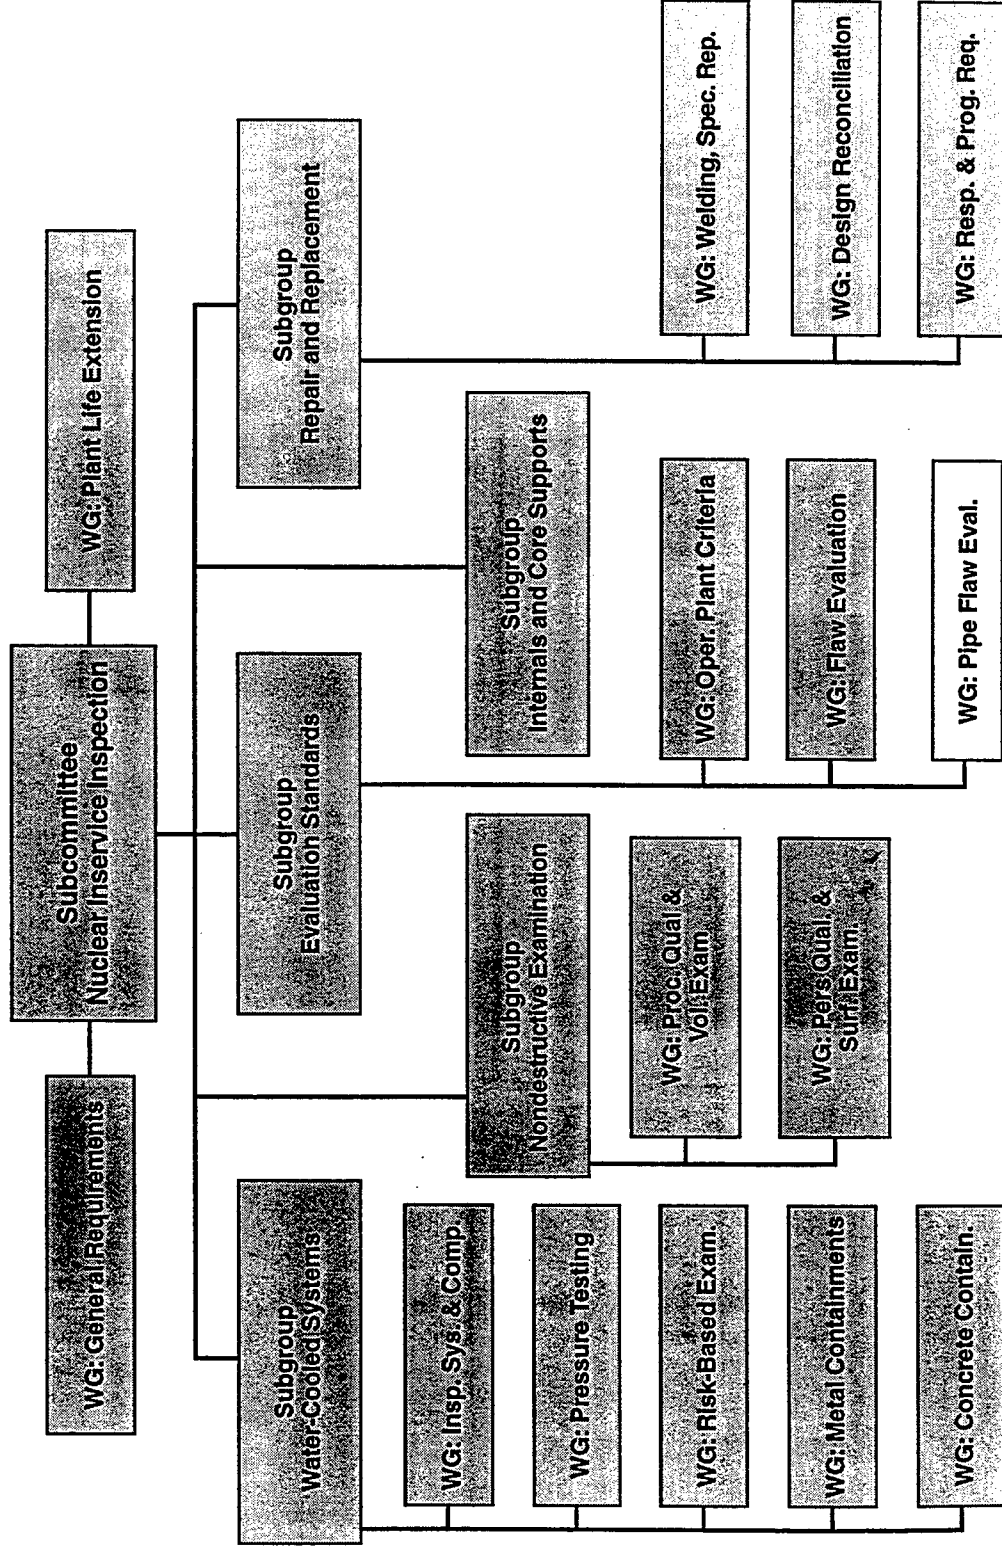 Subcommittee
Nuclear Inservice Inspection
WG: General Requirements
WG: Plant Life Extension
Subgroup
Water-Cooled Systems
WG: Insp. Sys. & Comp.
WG: Pressure Testing
WG: Risk-Based Exam.
WG: Metal Containments
WG: Concrete Contain.
Subgroup
Nondestructive Examination
WG: Proc. Qual &
Vol. Exam
WG: Pers Qual. &
Surf. Exam.
Subgroup
Evaluation Standards
WG: Oper. Plant Criteria
WG: Flaw Evaluation
WG: Pipe Flaw Eval.
Subgroup
Internals and Core Supports
Subgroup
Repair and Replacement
WG: Welding, Spec. Rep.
WG: Design Reconciliation
WG: Resp. & Prog. Req.